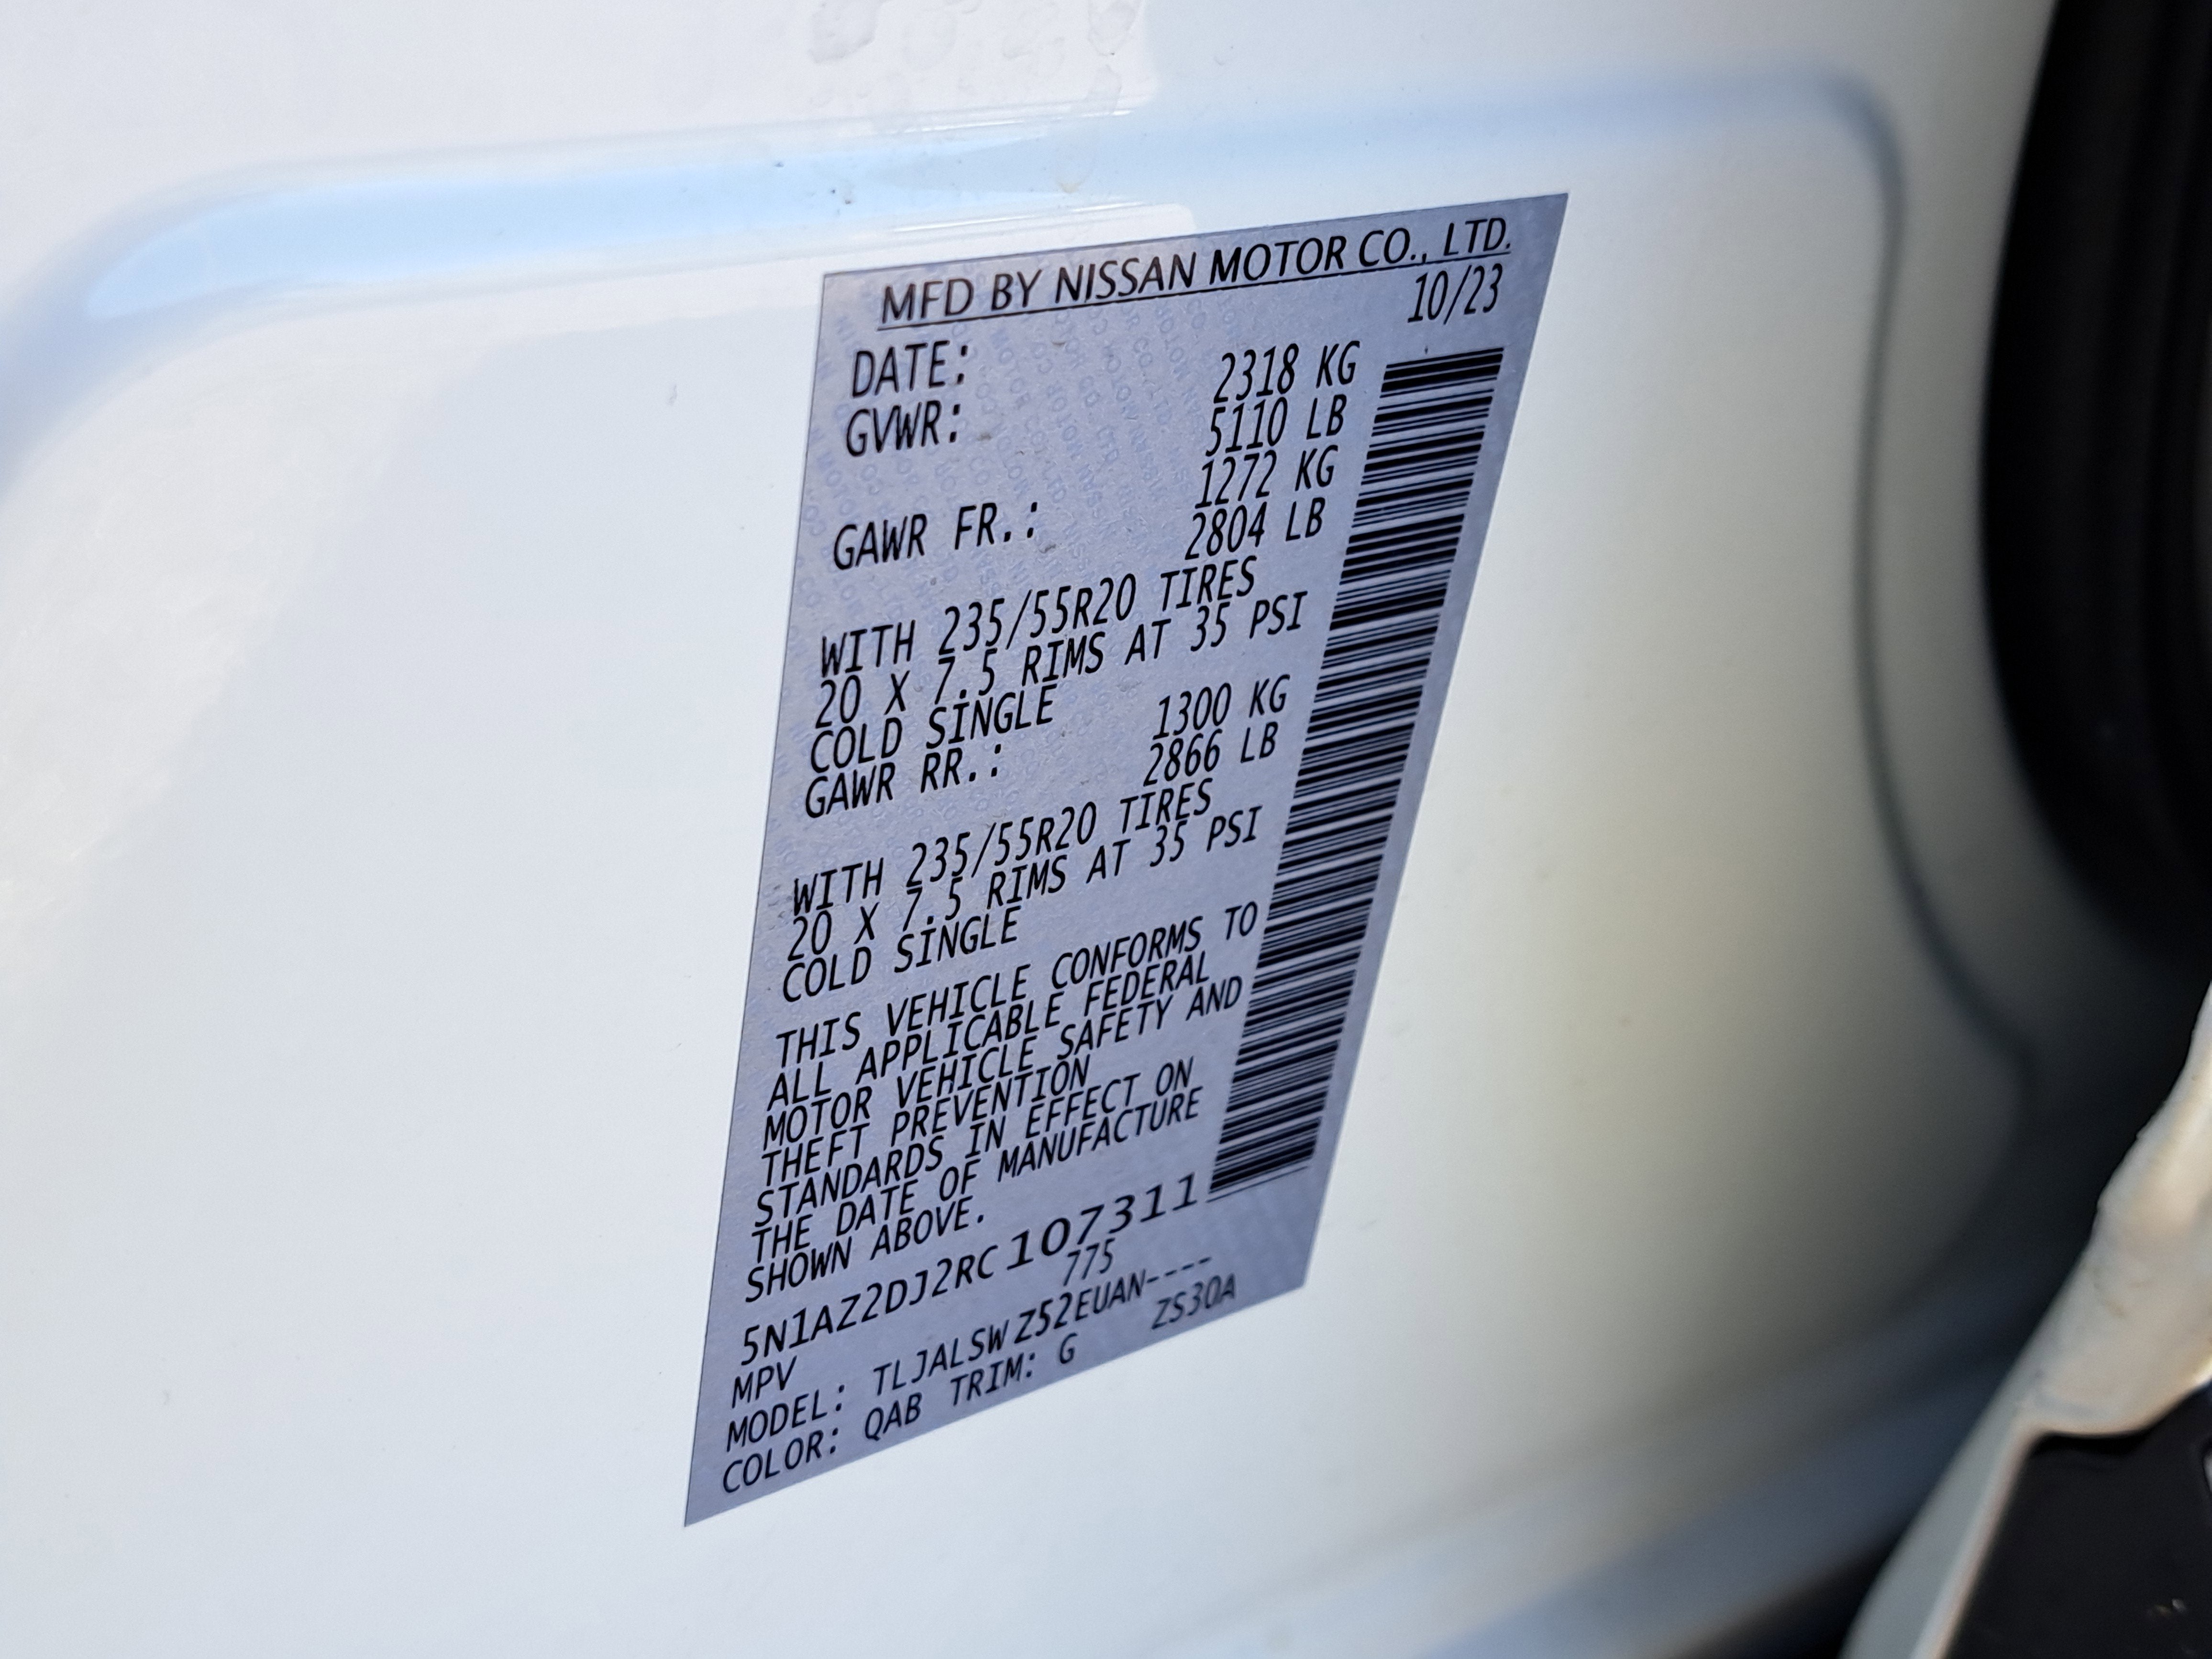 MFD BY NISSAN MOTOR CO., LTD.
DATE: 10/23
GVWR: 2318 KG
5110 LB
GAWR FR.: 1272 KG
2804 LB
WITH 235/55R20 TIRES
20 X 7.5 RIMS AT 35 PSI
COLD SINGLE
GAWR RR.: 1300 KG
2866 LB
WITH 235/55R20 TIRES
20 X 7.5 RIMS AT 35 PSI
COLD SINGLE
THIS VEHICLE CONFORMS TO
ALL APPLICABLE FEDERAL
MOTOR VEHICLE SAFETY AND
THEFT PREVENTION
STANDARDS IN EFFECT ON
THE DATE OF MANUFACTURE
SHOWN ABOVE.
5N1AZ2DJ2RC107311
MPV 775
MODEL: TLJALSWZ52EUAN----
COLOR: QAB TRIM: G ZS30A